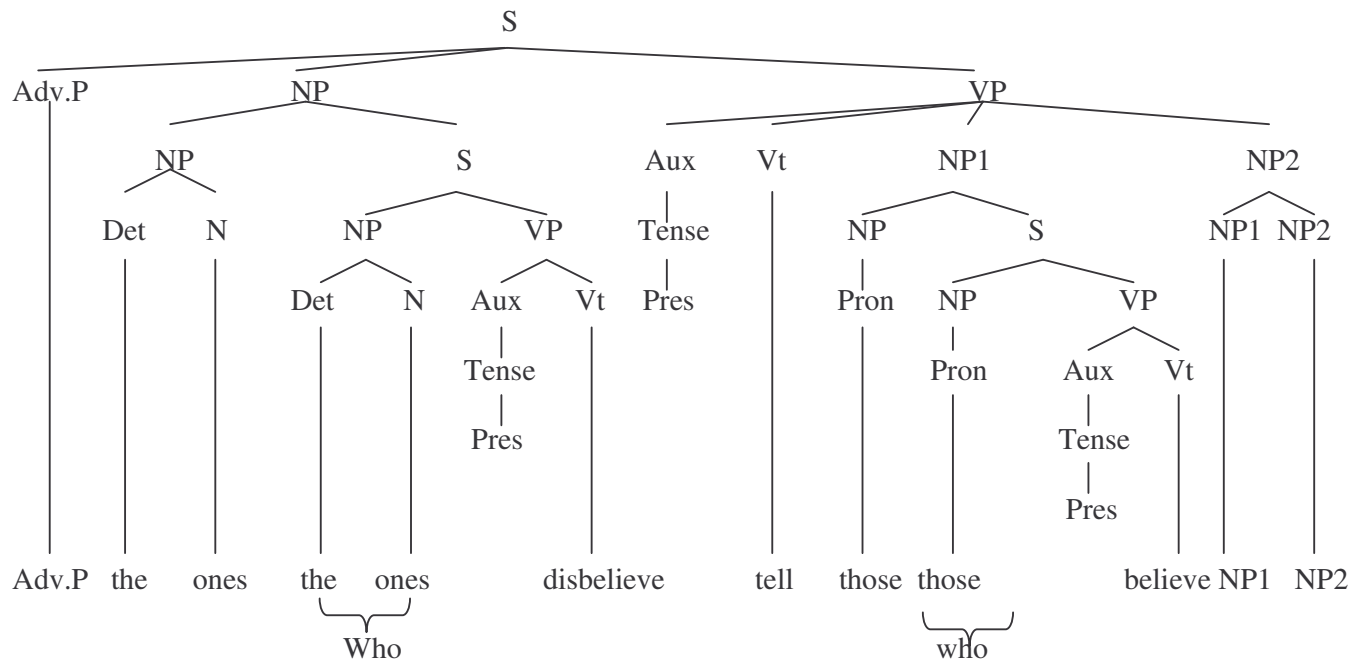 S
Adv.P NP VP
NP S Aux Vt NP1 NP2
Det N NP VP Tense NP S NP1 NP2
Det N Aux Vt Pres Pron NP VP
Tense Pron Aux Vt
Pres Tense
Pres
Adv.P the ones the ones disbelieve tell those those believe NP1 NP2
Who who